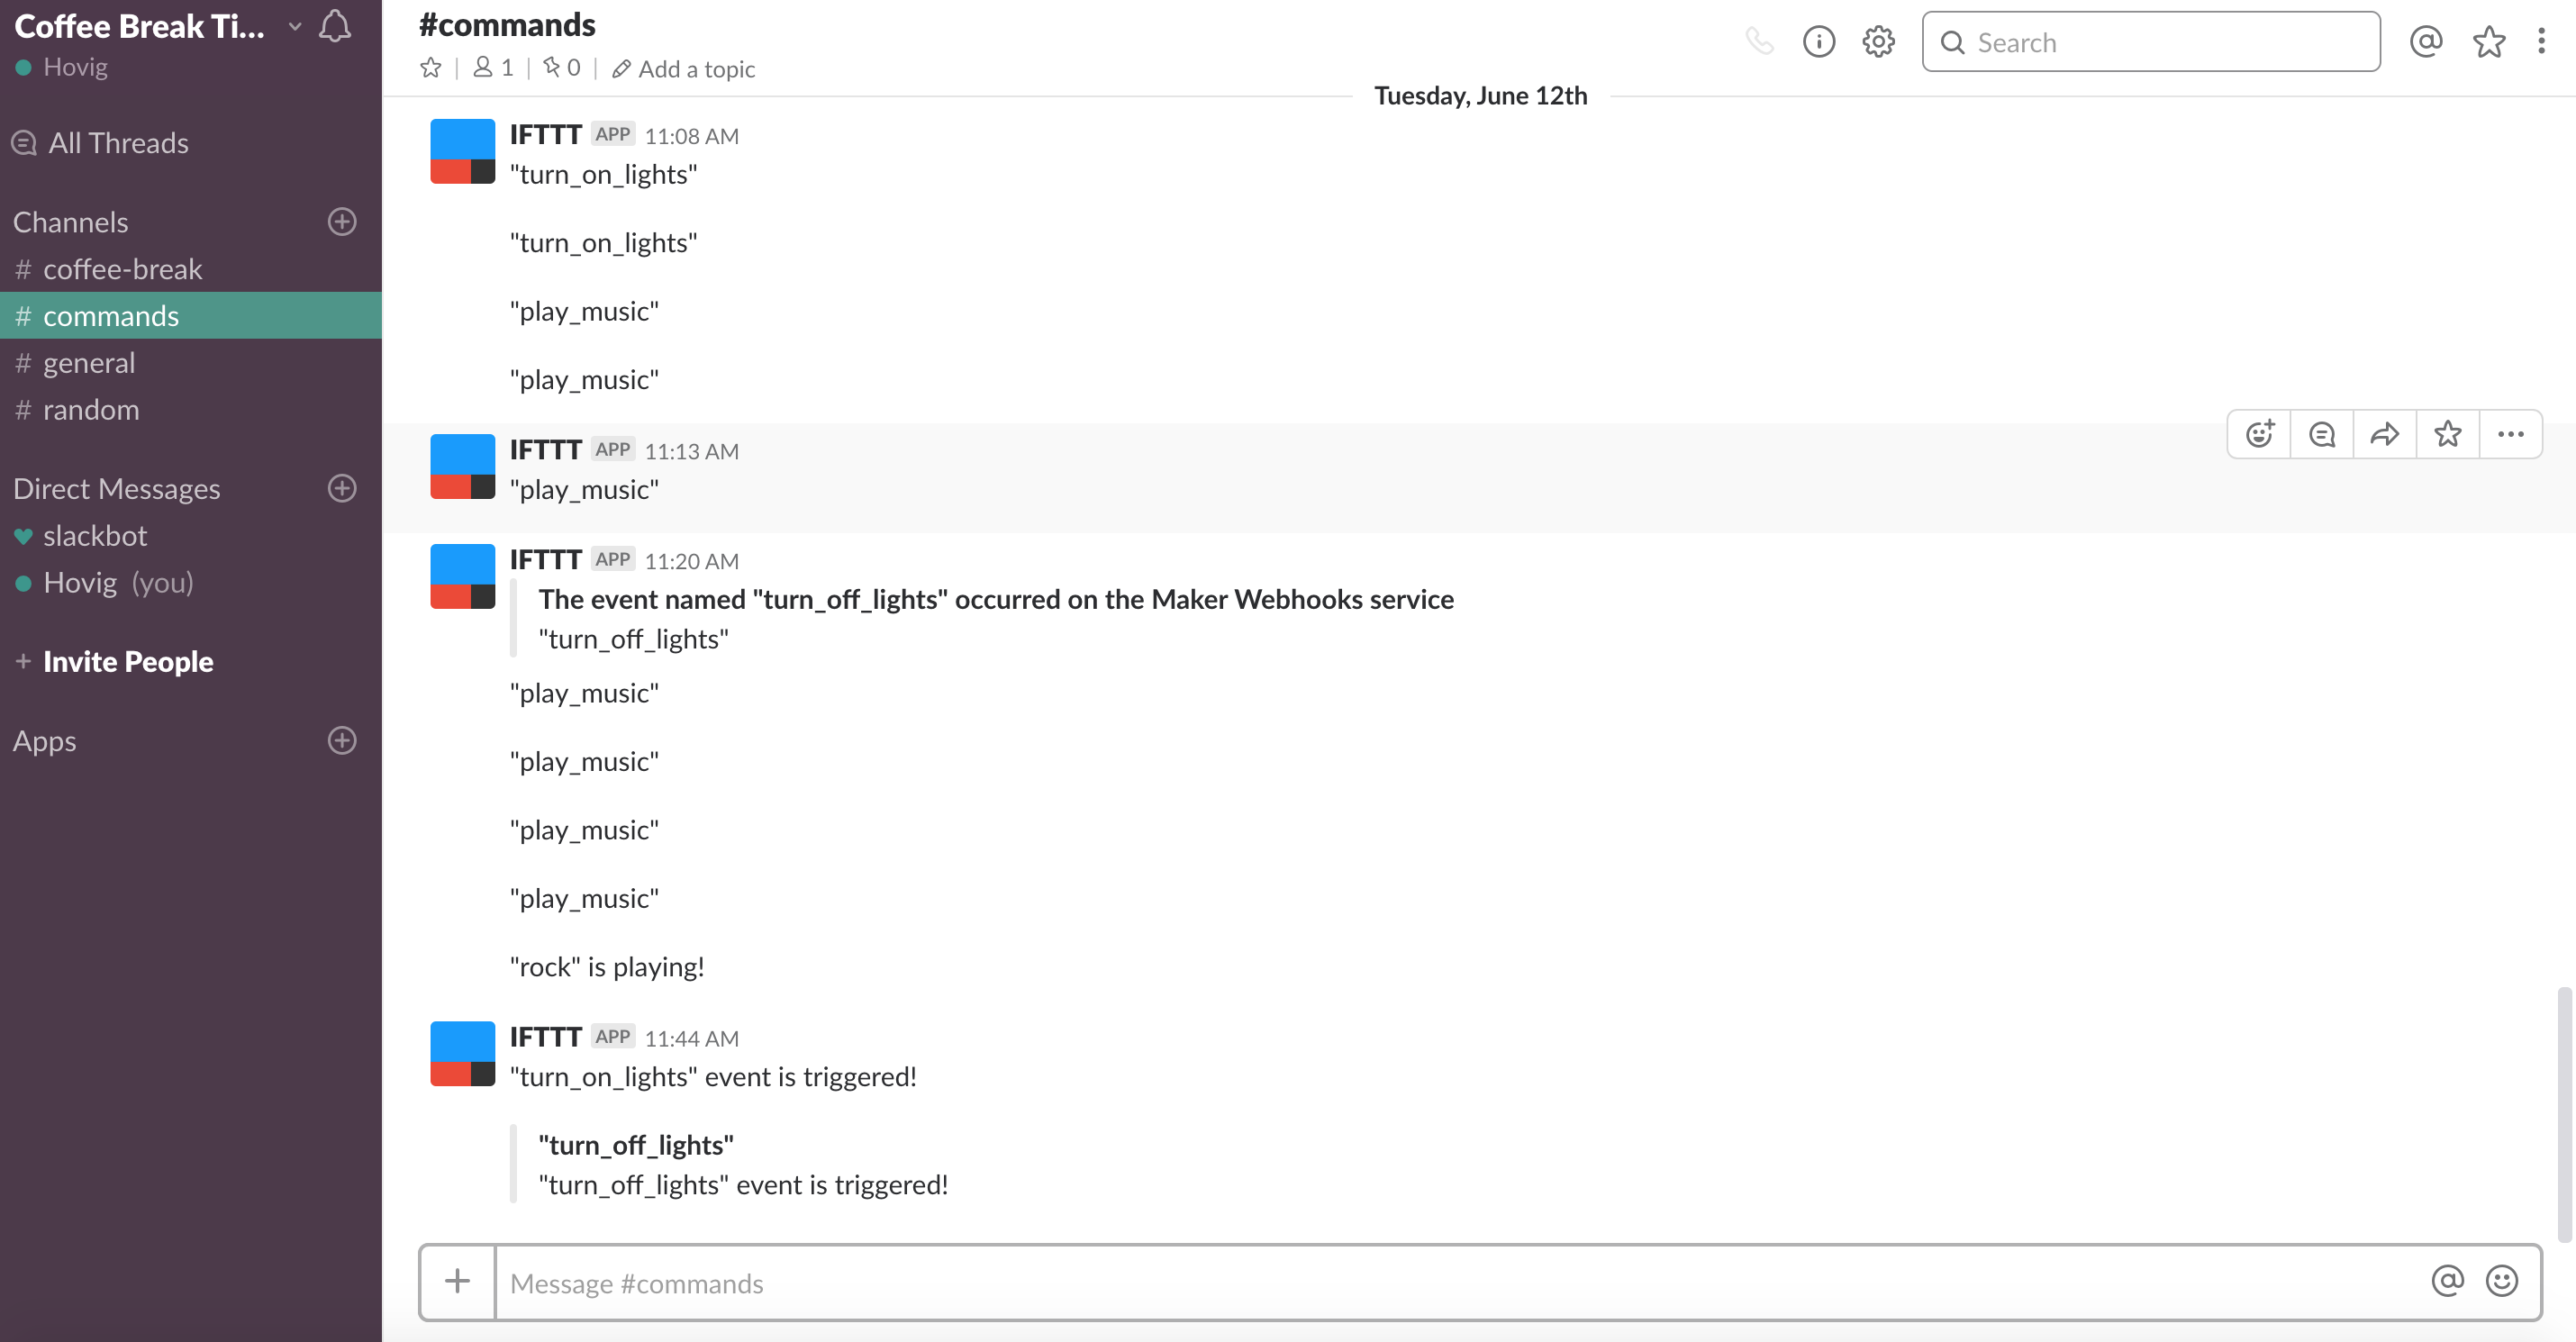 Coffee Break Ti...
Hovig
All Threads
Channels
# coffee-break
# commands
# general
# random
Direct Messages
slackbot
Hovig (you)
+ Invite People
Apps
#commands
1 | 0 | Add a topic
Search
Tuesday, June 12th
IFTTT APP 11:08 AM
"turn_on_lights"
"turn_on_lights"
"play_music"
"play_music"
IFTTT APP 11:13 AM
"play_music"
IFTTT APP 11:20 AM
The event named "turn_off_lights" occurred on the Maker Webhooks service
"turn_off_lights"
"play_music"
"play_music"
"play_music"
"play_music"
"rock" is playing!
IFTTT APP 11:44 AM
"turn_on_lights" event is triggered!
"turn_off_lights"
"turn_off_lights" event is triggered!
Message #commands